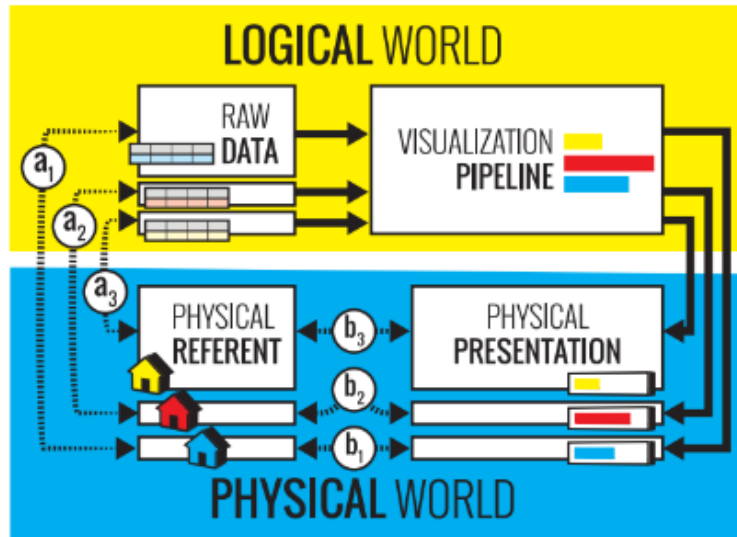 LOGICAL WORLD
RAW
DATA
VISUALIZATION
PIPELINE
a1
a2
a3
PHYSICAL
REFERENT
b3
PHYSICAL
PRESENTATION
b2
b1
PHYSICAL WORLD